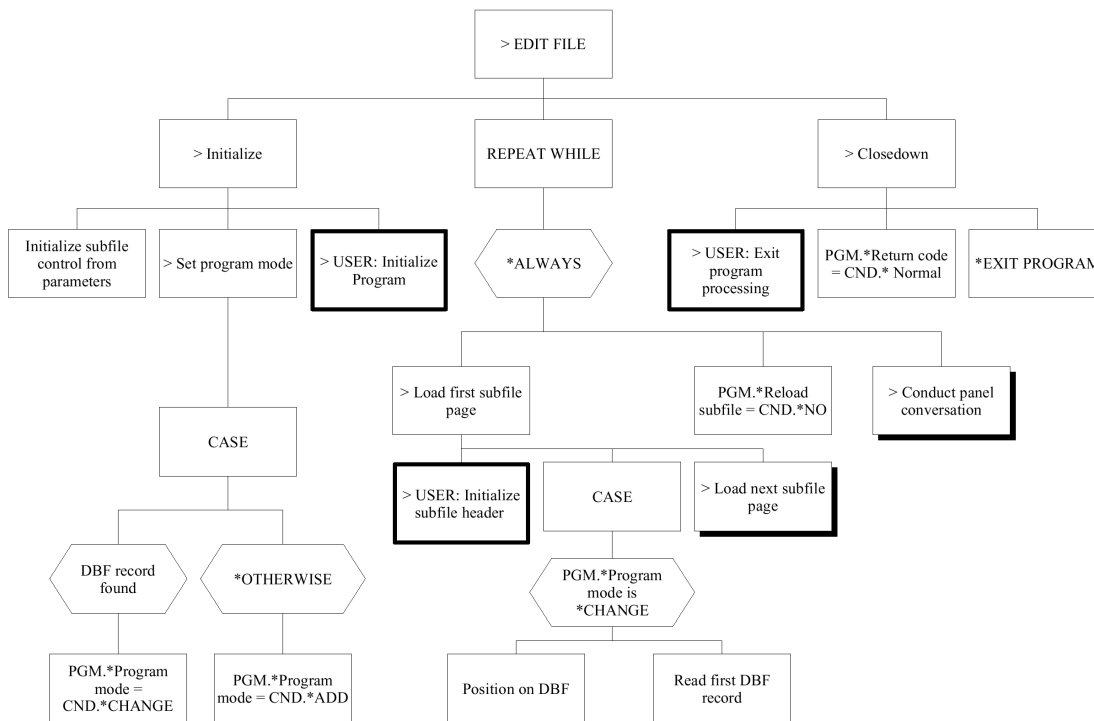 > EDIT FILE
> Initialize
REPEAT WHILE
> Closedown
Initialize subfile
control from
parameters
> Set program mode
> USER: Initialize
Program
*ALWAYS
> USER: Exit
program
processing
PGM.*Return code
= CND.* Normal
*EXIT PROGRAM
> Load first subfile
page
PGM.*Reload
subfile = CND.*NO
> Conduct panel
conversation
CASE
> USER: Initialize
subfile header
CASE
> Load next subfile
page
DBF record
found
*OTHERWISE
PGM.*Program
mode is
*CHANGE
PGM.*Program
mode =
CND.*CHANGE
PGM.*Program
mode = CND.*ADD
Position on DBF
Read first DBF
record